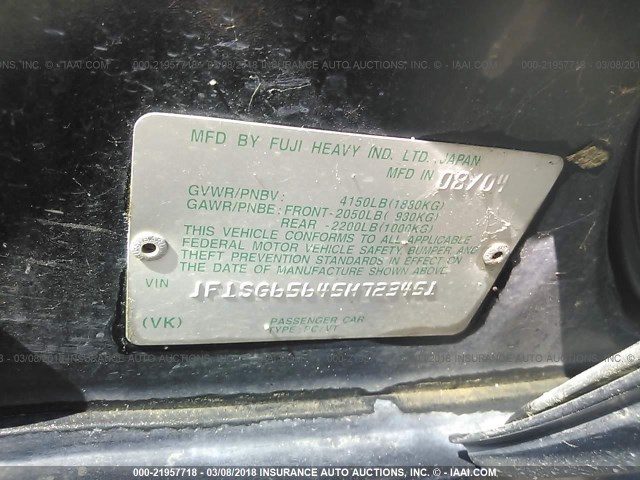 MFD BY FUJI HEAVY IND. LTD. JAPAN
MFD IN 08/04
GVWR/PNBV: 4150LB(1890KG)
GAWR/PNBE: FRONT-2050LB( 930KG)
REAR -2200LB(1000KG)
THIS VEHICLE CONFORMS TO ALL APPLICABLE
FEDERAL MOTOR VEHICLE SAFETY BUMPER AND
THEFT PREVENTION STANDARDS IN EFFECT ON
THE DATE OF MANUFACTURE SHOWN ABOVE.
VIN JF1SG65645H723451
(VK) PASSENGER CAR
TYPE:
000-21957718 - 03/08/2018 INSURANCE AUTO AUCTIONS, INC. - © IAAI.COM